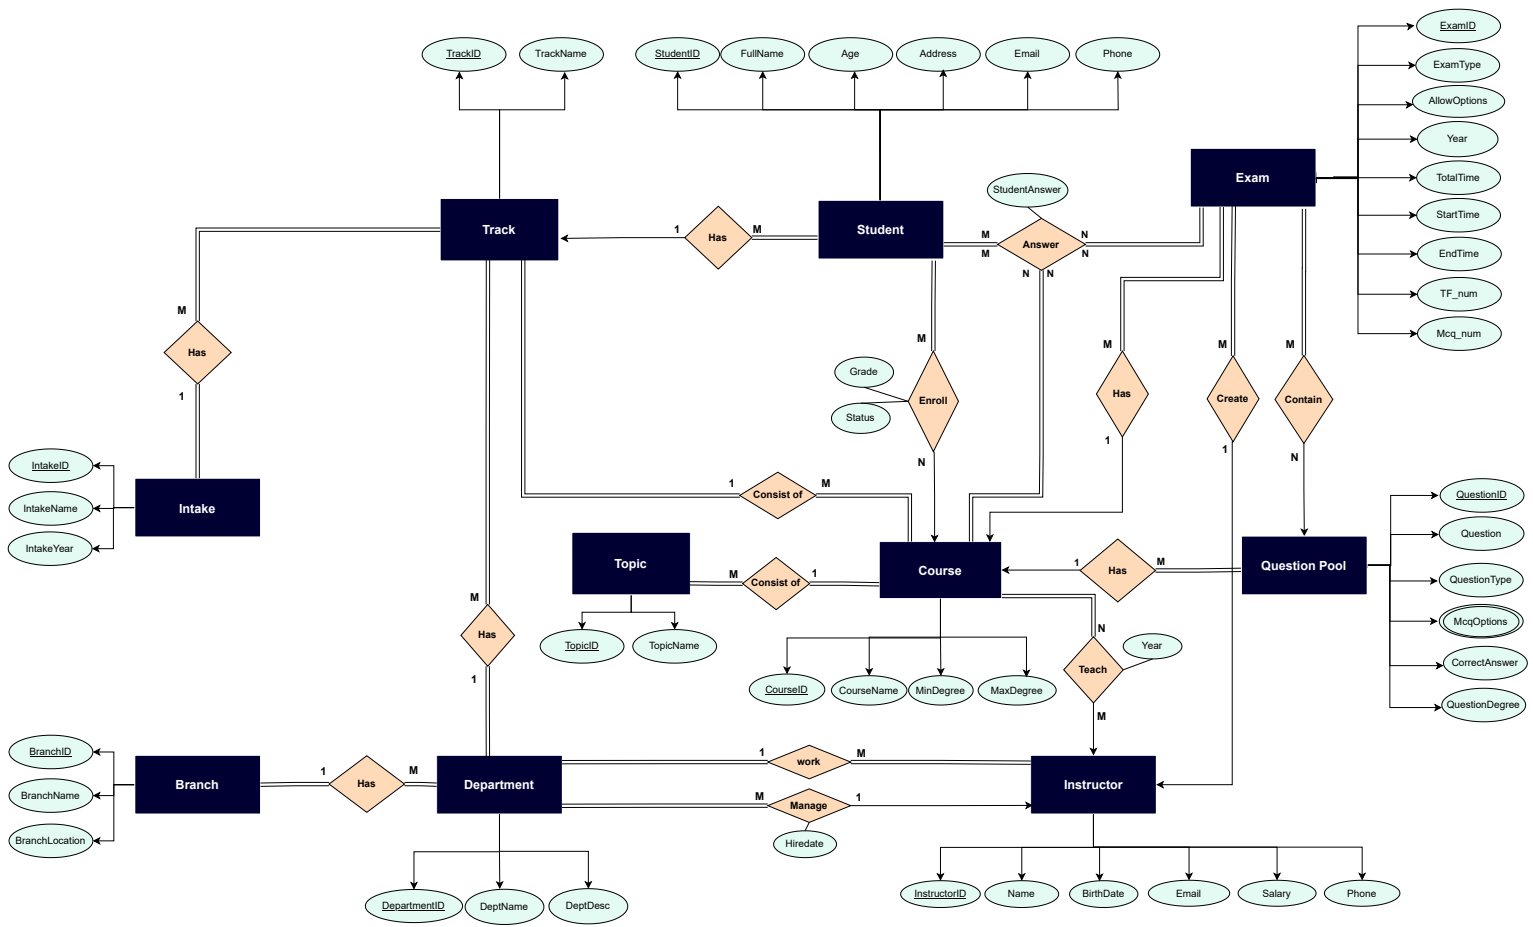 ExamID
TrackID
TrackName
StudentID
FullName
Age
Address
Email
Phone
ExamType
AllowOptions
Year
TotalTime
StartTime
EndTime
TF_num
Mcq_num
Exam
StudentAnswer
Track
1
Has
M
Student
M
M
Answer
N
N
N
N
M
Has
1
M
Grade
Status
Enroll
N
M
Has
1
M
Create
1
M
Contain
N
IntakeID
IntakeName
IntakeYear
Intake
1
Consist of
M
Topic
M
Consist of
1
Course
1
Has
M
Question Pool
QuestionID
Question
QuestionType
McqOptions
CorrectAnswer
QuestionDegree
M
Has
1
TopicID
TopicName
CourseID
CourseName
MinDegree
MaxDegree
N
Teach
M
Year
BranchID
BranchName
BranchLocation
Branch
1
Has
M
Department
1
work
M
M
Manage
1
Hiredate
Instructor
DepartmentID
DeptName
DeptDesc
InstructorID
Name
BirthDate
Email
Salary
Phone